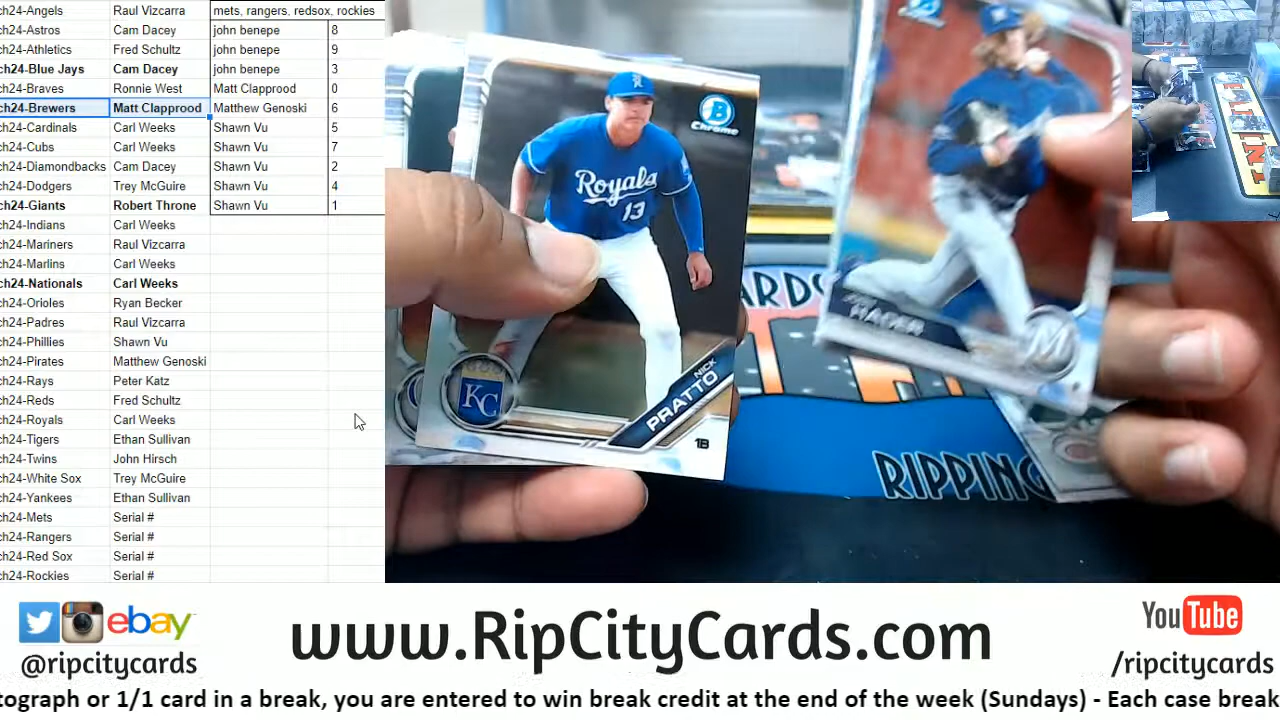 ch24-Angels Raul Vizcarra mets, rangers, redsox, rockies
ch24-Astros Cam Dacey john benepe 8
ch24-Athletics Fred Schultz john benepe 9
ch24-Blue Jays Cam Dacey john benepe 3
ch24-Braves Ronnie West Matt Clapprood 0
ch24-Brewers Matt Clapprood Matthew Genoski 6
ch24-Cardinals Carl Weeks Shawn Vu 5
ch24-Cubs Carl Weeks Shawn Vu 7
ch24-Diamondbacks Cam Dacey Shawn Vu 2
ch24-Dodgers Trey McGuire Shawn Vu 4
ch24-Giants Robert Throne Shawn Vu 1
ch24-Indians Carl Weeks
ch24-Mariners Raul Vizcarra
ch24-Marlins Carl Weeks
ch24-Nationals Carl Weeks
ch24-Orioles Ryan Becker
ch24-Padres Raul Vizcarra
ch24-Phillies Shawn Vu
ch24-Pirates Matthew Genoski
ch24-Rays Peter Katz
ch24-Reds Fred Schultz
ch24-Royals Carl Weeks
ch24-Tigers Ethan Sullivan
ch24-Twins John Hirsch
ch24-White Sox Trey McGuire
ch24-Yankees Ethan Sullivan
ch24-Mets Serial #
ch24-Rangers Serial #
ch24-Red Sox Serial #
ch24-Rockies Serial #
B
Chrome
Royals
13
KC
NICK
PRATTO
1B
HADER
M
ARDS
RIPPING
ebay
@ripcitycards
www.RipCityCards.com
YouTube
/ripcitycards
tograph or 1/1 card in a break, you are entered to win break credit at the end of the week (Sundays) - Each case break